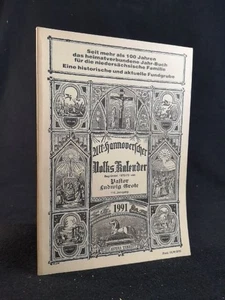 Seit mehr als 100 Jahren
das heimatverbundene Jahr-Buch
für die niedersächsische Familie
Eine historische und aktuelle Fundgrube
Alt-Hannoverscher
Volks Kalender
Pastor
Ludwig Grote
1991